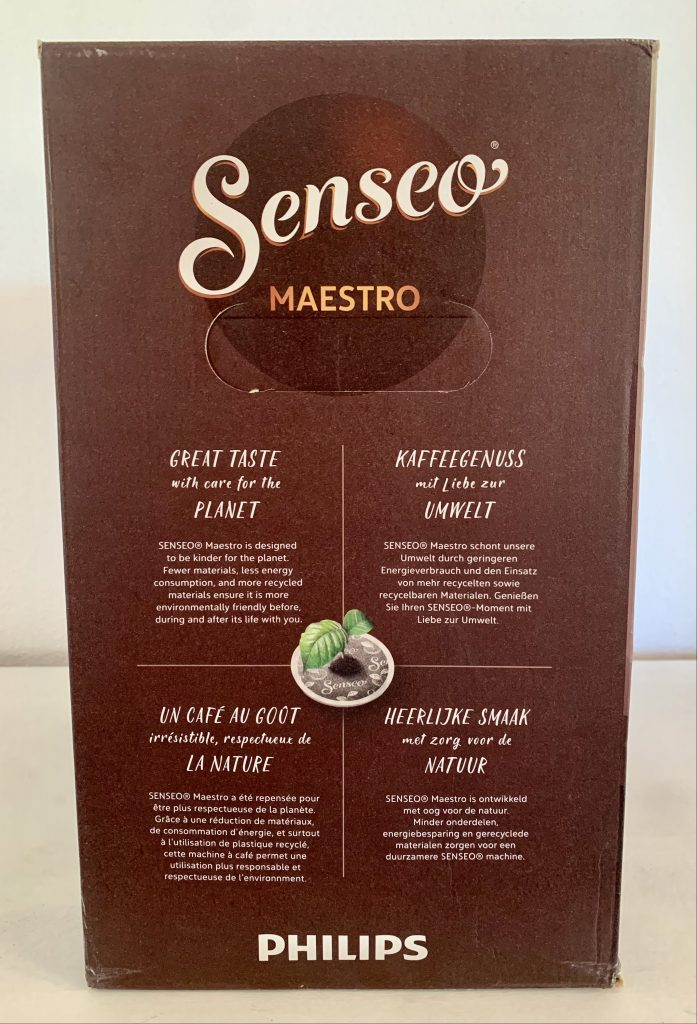 Senseo®
MAESTRO
GREAT TASTE
with care for the
PLANET
SENSEO® Maestro is designed
to be kinder for the planet.
Fewer materials, less energy
consumption, and more recycled
materials ensure it is more
environmentally friendly before,
during and after its life with you.
KAFFEEGENUSS
mit Liebe zur
UMWELT
SENSEO® Maestro schont unsere
Umwelt durch geringeren
Energieverbrauch und den Einsatz
von mehr recycelten sowie
recycelbaren Materialen. Genießen
Sie Ihren SENSEO®-Moment mit
Liebe zur Umwelt.
Senseo
UN CAFÉ AU GOÛT
irrésistible, respectueux de
LA NATURE
SENSEO® Maestro a été repensée pour
être plus respectueuse de la planète.
Grâce à une réduction de matériaux,
de consommation d'énergie, et surtout
à l'utilisation de plastique recyclé,
cette machine à café permet une
utilisation plus responsable et
respectueuse de l'environnment.
HEERLIJKE SMAAK
met zorg voor de
NATUUR
SENSEO® Maestro is ontwikkeld
met oog voor de natuur.
Minder onderdelen,
energiebesparing en gerecyclede
materialen zorgen voor een
duurzamere SENSEO® machine.
PHILIPS